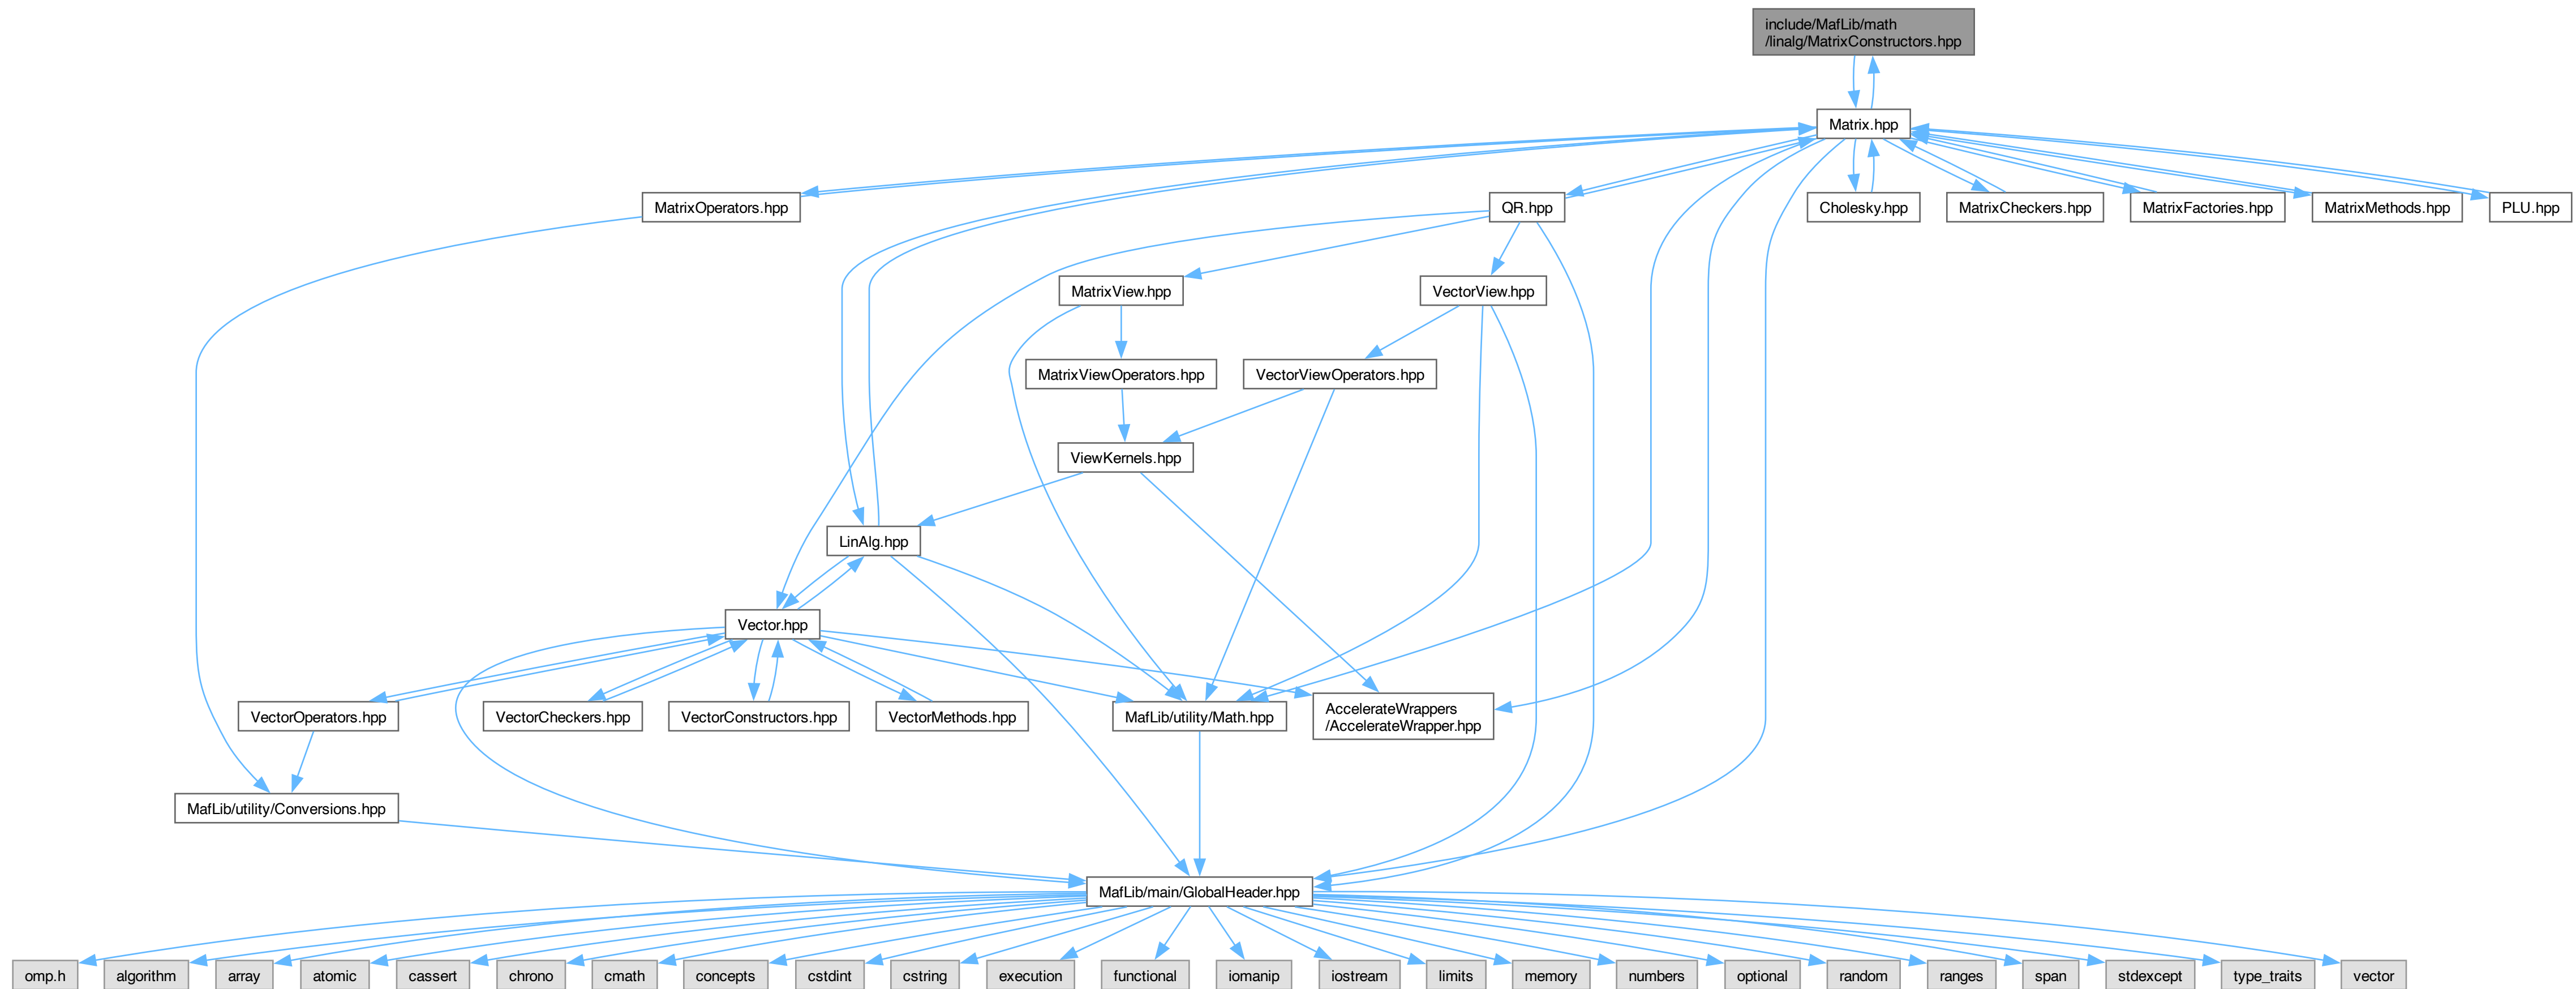 include/MafLib/math
/linalg/MatrixConstructors.hpp
Matrix.hpp
MatrixOperators.hpp
QR.hpp
Cholesky.hpp
MatrixCheckers.hpp
MatrixFactories.hpp
MatrixMethods.hpp
PLU.hpp
MatrixView.hpp
VectorView.hpp
MatrixViewOperators.hpp
VectorViewOperators.hpp
ViewKernels.hpp
LinAlg.hpp
Vector.hpp
VectorOperators.hpp
VectorCheckers.hpp
VectorConstructors.hpp
VectorMethods.hpp
MafLib/utility/Math.hpp
AccelerateWrappers
/AccelerateWrapper.hpp
MafLib/utility/Conversions.hpp
MafLib/main/GlobalHeader.hpp
omp.h
algorithm
array
atomic
cassert
chrono
cmath
concepts
cstdint
cstring
execution
functional
iomanip
iostream
limits
memory
numbers
optional
random
ranges
span
stdexcept
type_traits
vector